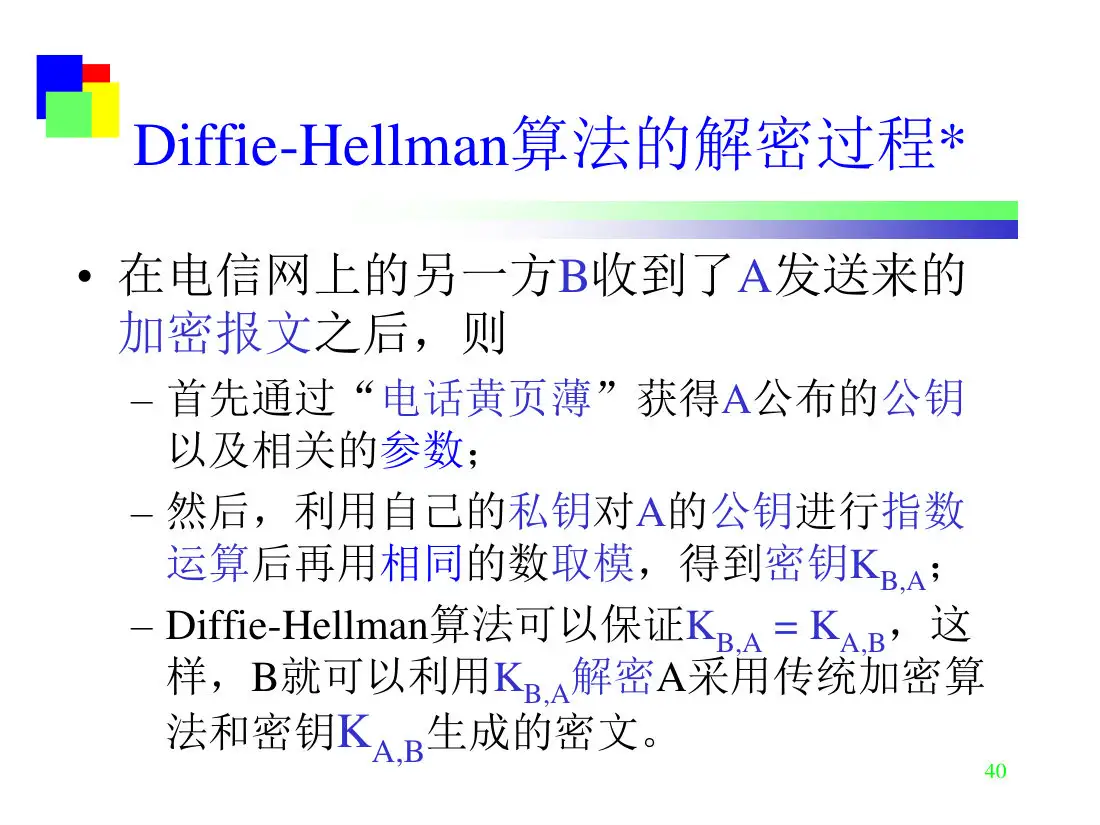 Diffie-Hellman算法的解密过程*
• 在电信网上的另一方B收到了A发送来的
加密报文之后，则
– 首先通过“电话黄页薄”获得A公布的公钥
以及相关的参数；
– 然后，利用自己的私钥对A的公钥进行指数
运算后再用相同的数取模，得到密钥K_B,A；
– Diffie-Hellman算法可以保证K_B,A = K_A,B，这
样，B就可以利用K_B,A解密A采用传统加密算
法和密钥K_A,B生成的密文。
40